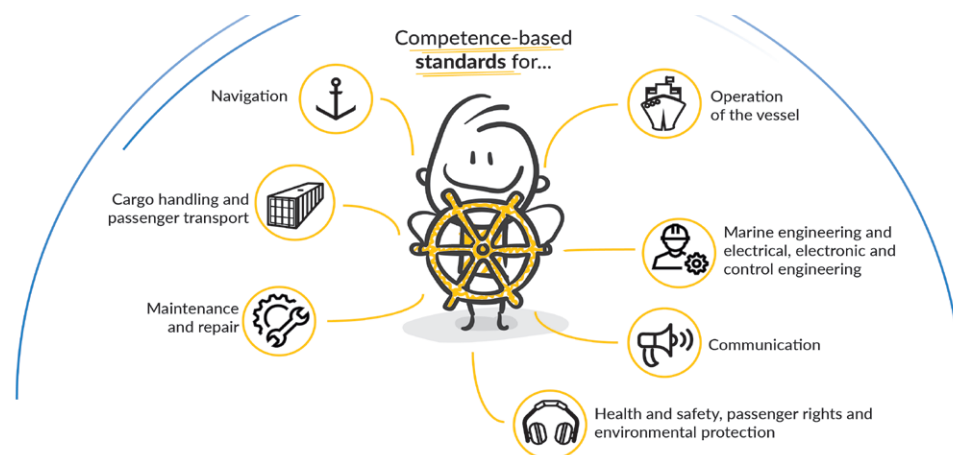 Competence-based
standards for...
Navigation
Operation
of the vessel
Cargo handling and
passenger transport
Marine engineering and
electrical, electronic and
control engineering
Maintenance
and repair
Communication
Health and safety, passenger rights and
environmental protection